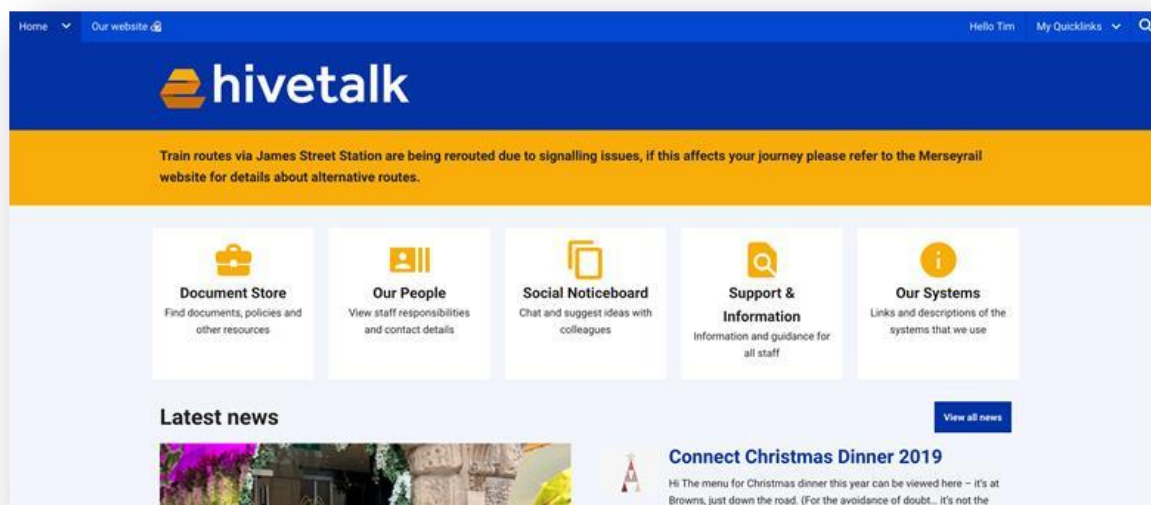 Home
Our website
Hello Tim
My Quicklinks
hivetalk
Train routes via James Street Station are being rerouted due to signalling issues, if this affects your journey please refer to the Merseyrail
website for details about alternative routes.
Document Store
Find documents, policies and
other resources
Our People
View staff responsibilities
and contact details
Social Noticeboard
Chat and suggest ideas with
colleagues
Support &
Information
Information and guidance for
all staff
Our Systems
Links and descriptions of the
systems that we use
Latest news
View all news
Connect Christmas Dinner 2019
Hi The menu for Christmas dinner this year can be viewed here – it's at
Browns, just down the road. (For the avoidance of doubt... it's not the